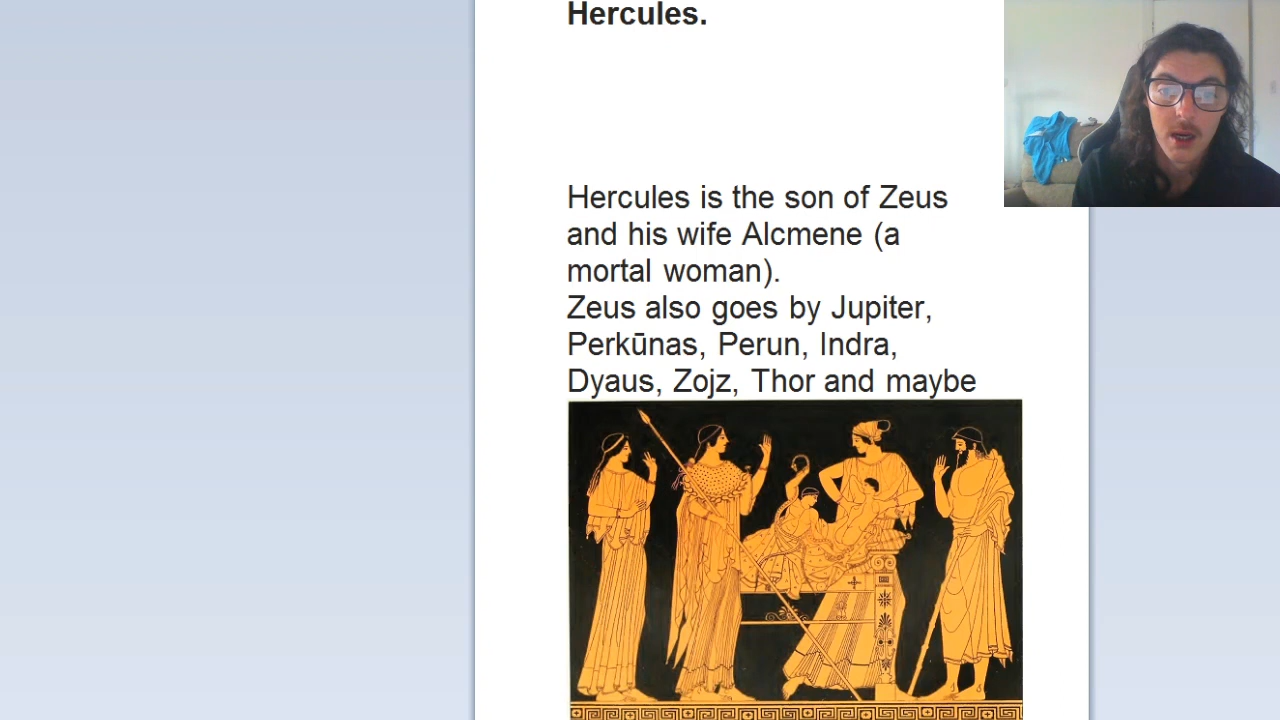 Hercules.
Hercules is the son of Zeus
and his wife Alcmene (a
mortal woman).
Zeus also goes by Jupiter,
Perkūnas, Perun, Indra,
Dyaus, Zojz, Thor and maybe